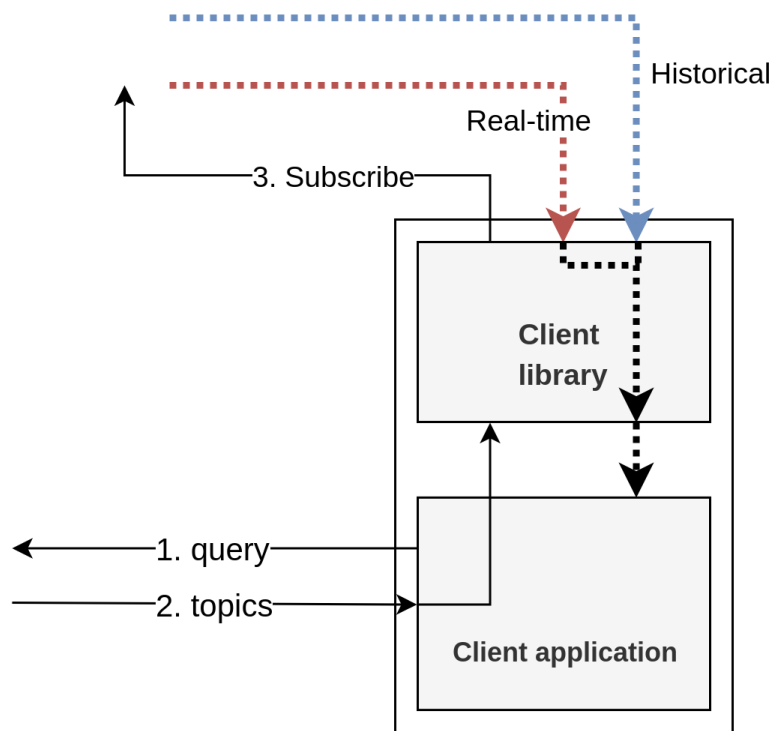 Historical
Real-time
3. Subscribe
Client
library
1. query
2. topics
Client application